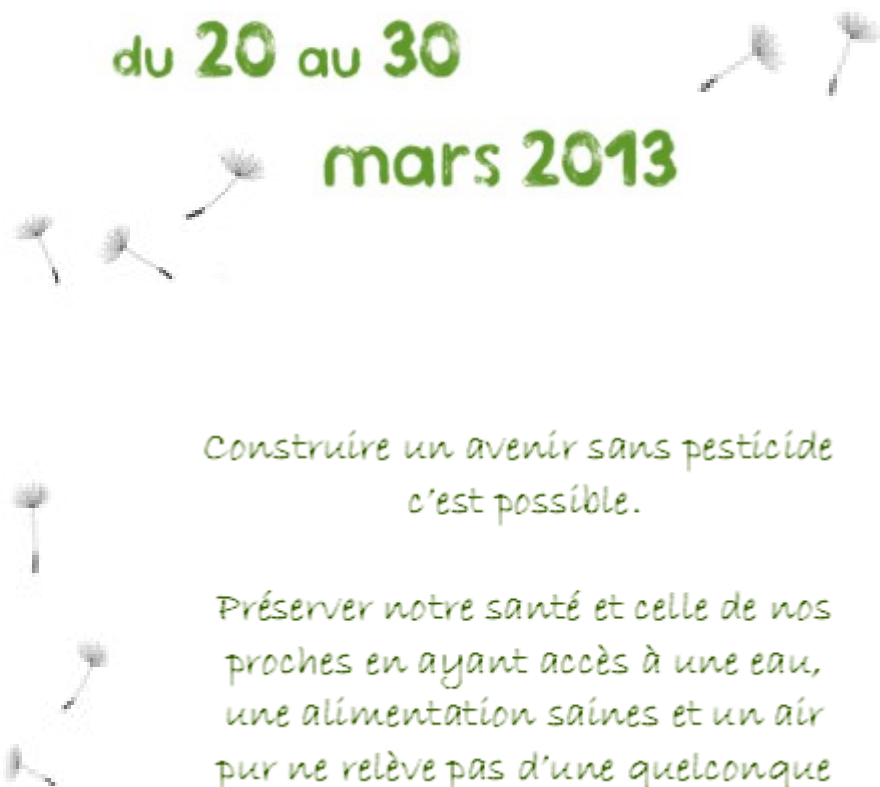 du 20 au 30
mars 2013
Construire un avenir sans pesticide
c'est possible.
Préserver notre santé et celle de nos
proches en ayant accès à une eau,
une alimentation saines et un air
pur ne relève pas d'une quelconque